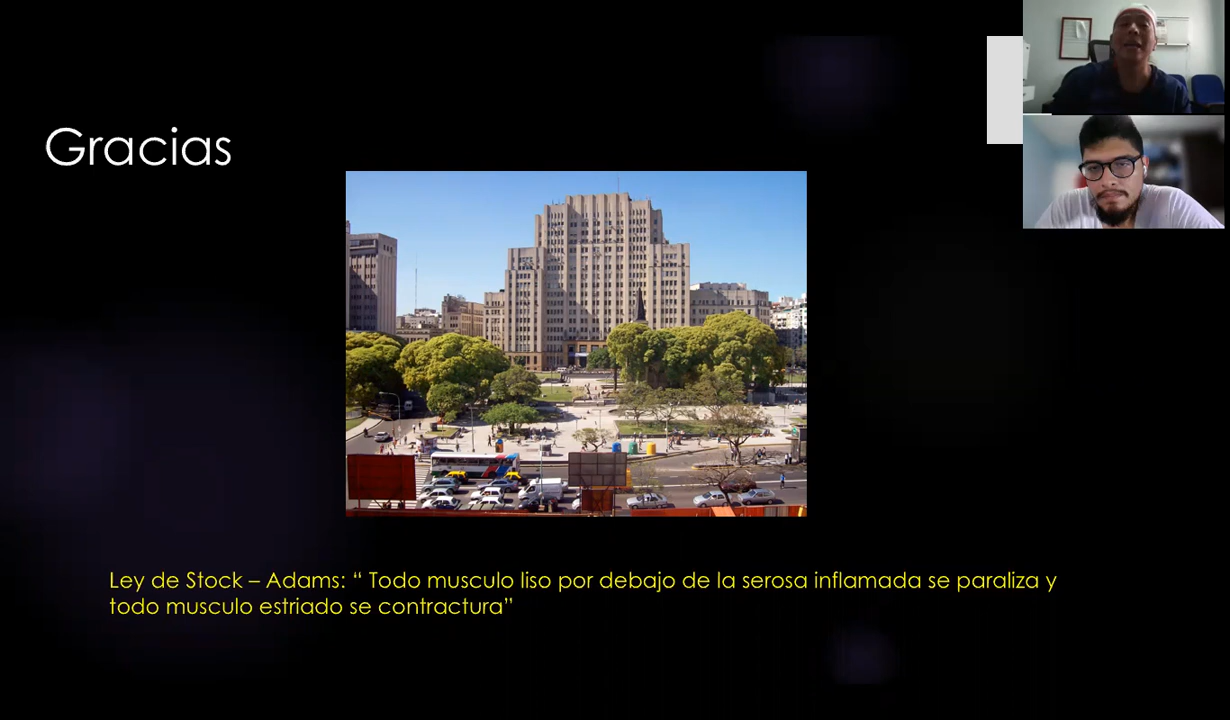 Gracias
Ley de Stock – Adams: “ Todo musculo liso por debajo de la serosa inflamada se paraliza y
todo musculo estriado se contractura”